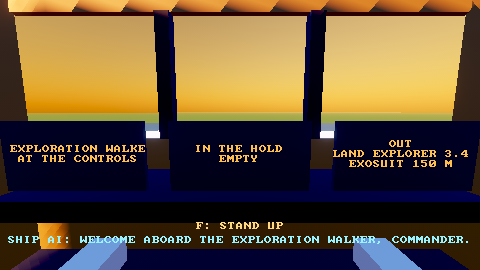 EXPLORATION WALKE
AT THE CONTROLS
IN THE HOLD
EMPTY
OUT
LAND EXPLORER 3.4
EXOSUIT 150 M
F: STAND UP
SHIP AI: WELCOME ABOARD THE EXPLORATION WALKER, COMMANDER.